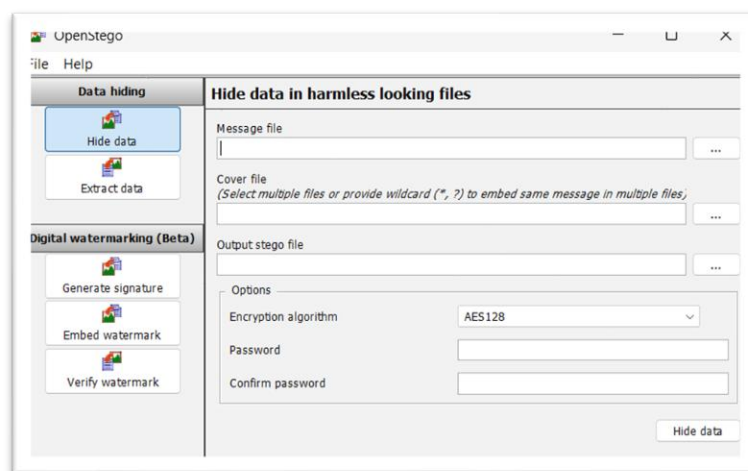 OpenStego
File Help
Data hiding
Hide data
Extract data
Digital watermarking (Beta)
Generate signature
Embed watermark
Verify watermark
Hide data in harmless looking files
Message file
...
Cover file
(Select multiple files or provide wildcard (*, ?) to embed same message in multiple files)
...
Output stego file
...
Options
Encryption algorithm AES128
Password
Confirm password
Hide data